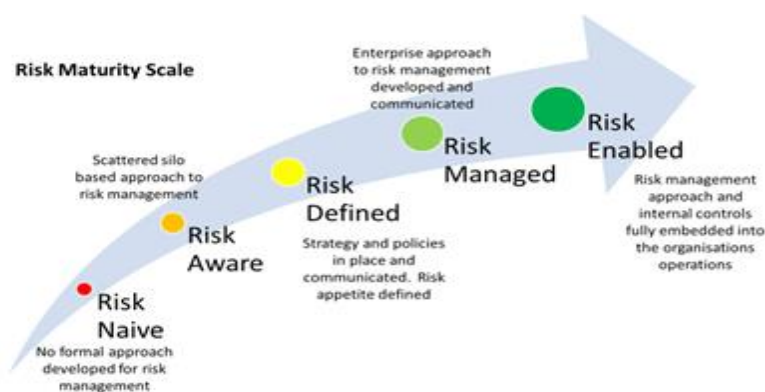 Risk Maturity Scale
Enterprise approach
to risk management
developed and
communicated
Risk
Enabled
Risk management
approach and
internal controls
fully embedded into
the organisations
operations
Risk
Managed
Scattered silo
based approach to
risk management
Risk
Defined
Strategy and policies
in place and
communicated. Risk
appetite defined
Risk
Aware
Risk
Naive
No formal approach
developed for risk
management